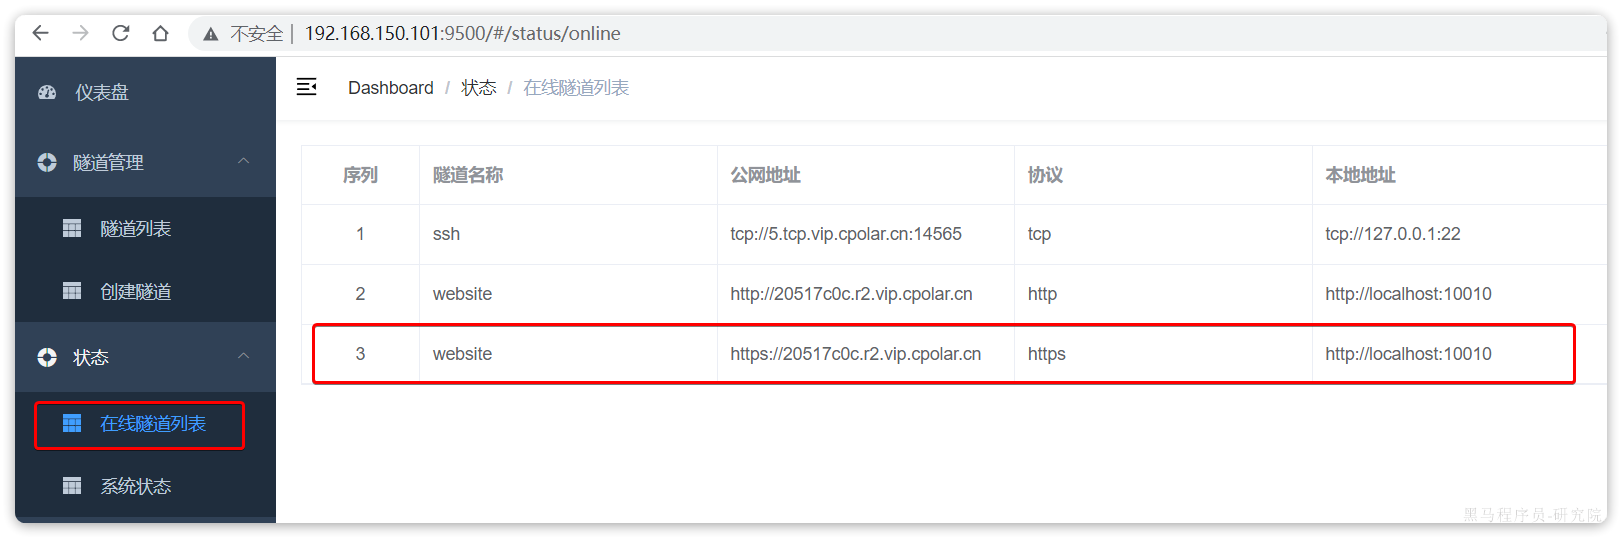 不安全 | 192.168.150.101:9500/#/status/online
仪表盘
隧道管理
隧道列表
创建隧道
状态
在线隧道列表
系统状态
Dashboard / 状态 / 在线隧道列表
序列 隧道名称 公网地址 协议 本地地址
1 ssh tcp://5.tcp.vip.cpolar.cn:14565 tcp tcp://127.0.0.1:22
2 website http://20517c0c.r2.vip.cpolar.cn http http://localhost:10010
3 website https://20517c0c.r2.vip.cpolar.cn https http://localhost:10010
黑马程序员-研究院